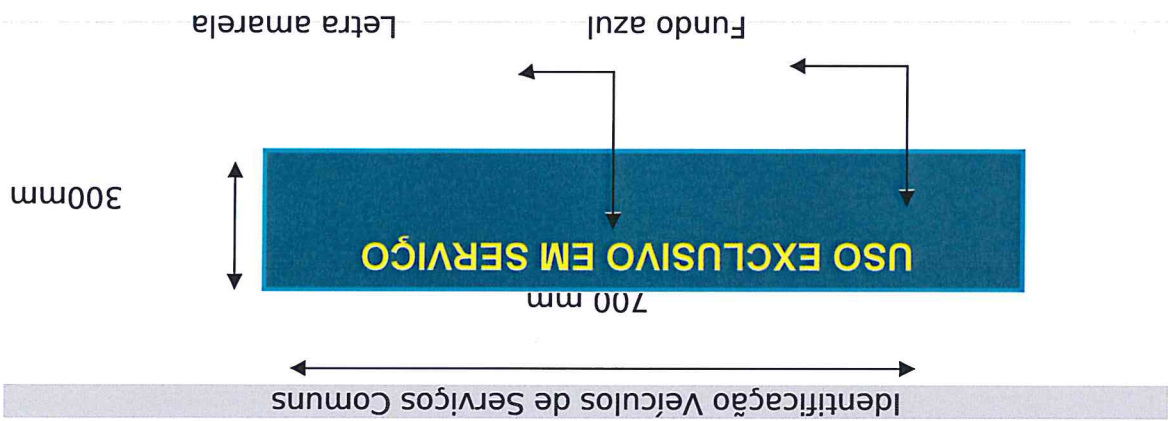 Identificação Veículos de Serviços Comuns
700 mm
USO EXCLUSIVO EM SERVIÇO
300mm
Fundo azul
Letra amarela